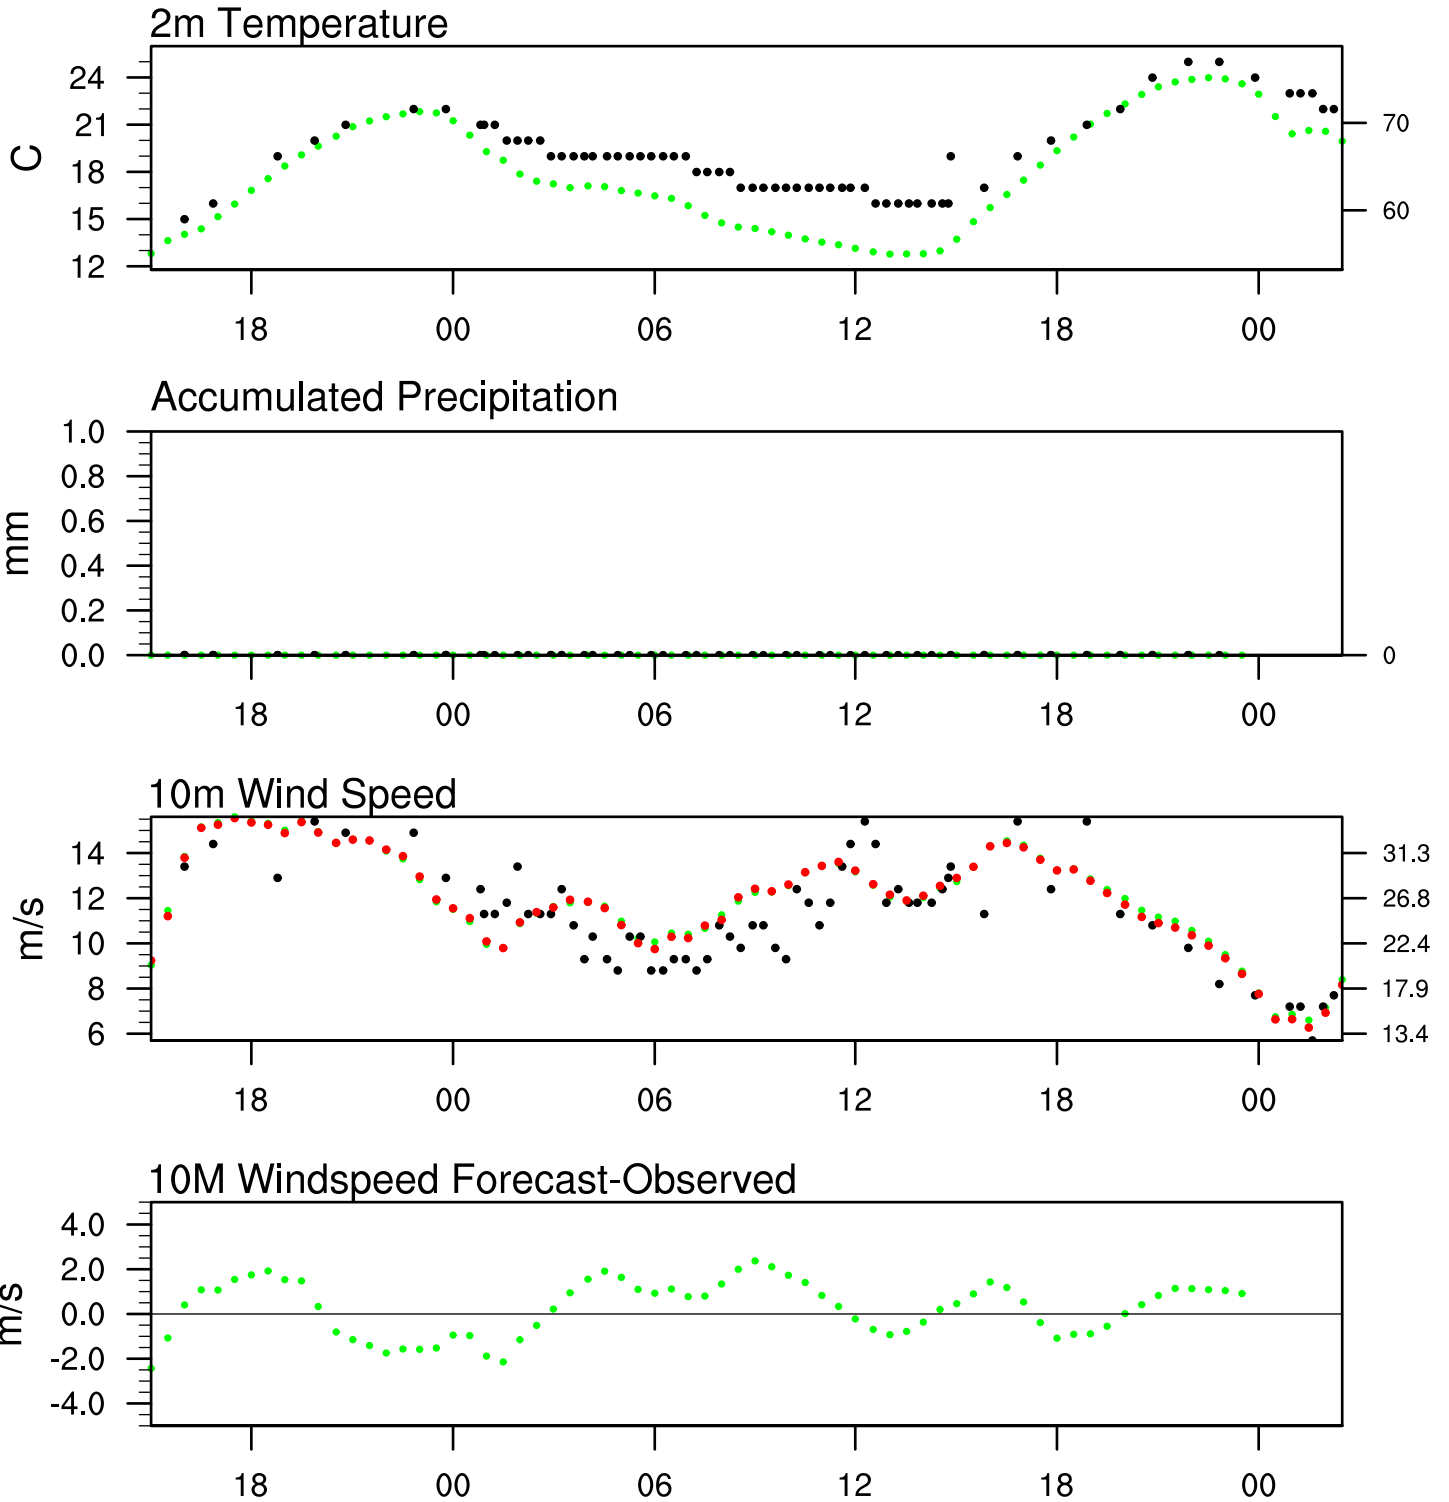 2m Temperature
24
21
18
15
12
C
70
60
18 00 06 12 18 00
Accumulated Precipitation
1.0
0.8
0.6
0.4
0.2
0.0
mm
0
18 00 06 12 18 00
10m Wind Speed
14
12
10
8
6
m/s
31.3
26.8
22.4
17.9
13.4
18 00 06 12 18 00
10M Windspeed Forecast-Observed
4.0
2.0
0.0
-2.0
-4.0
m/s
18 00 06 12 18 00